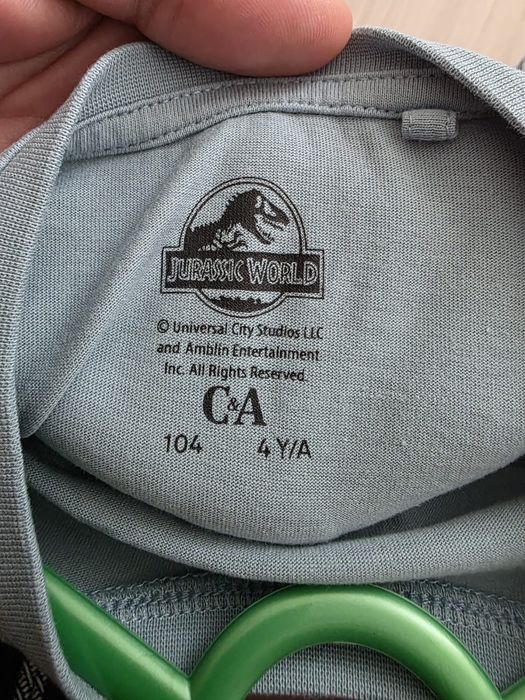 JURASSIC WORLD
© Universal City Studios LLC
and Amblin Entertainment
Inc. All Rights Reserved.
C&A
104 4 Y/A